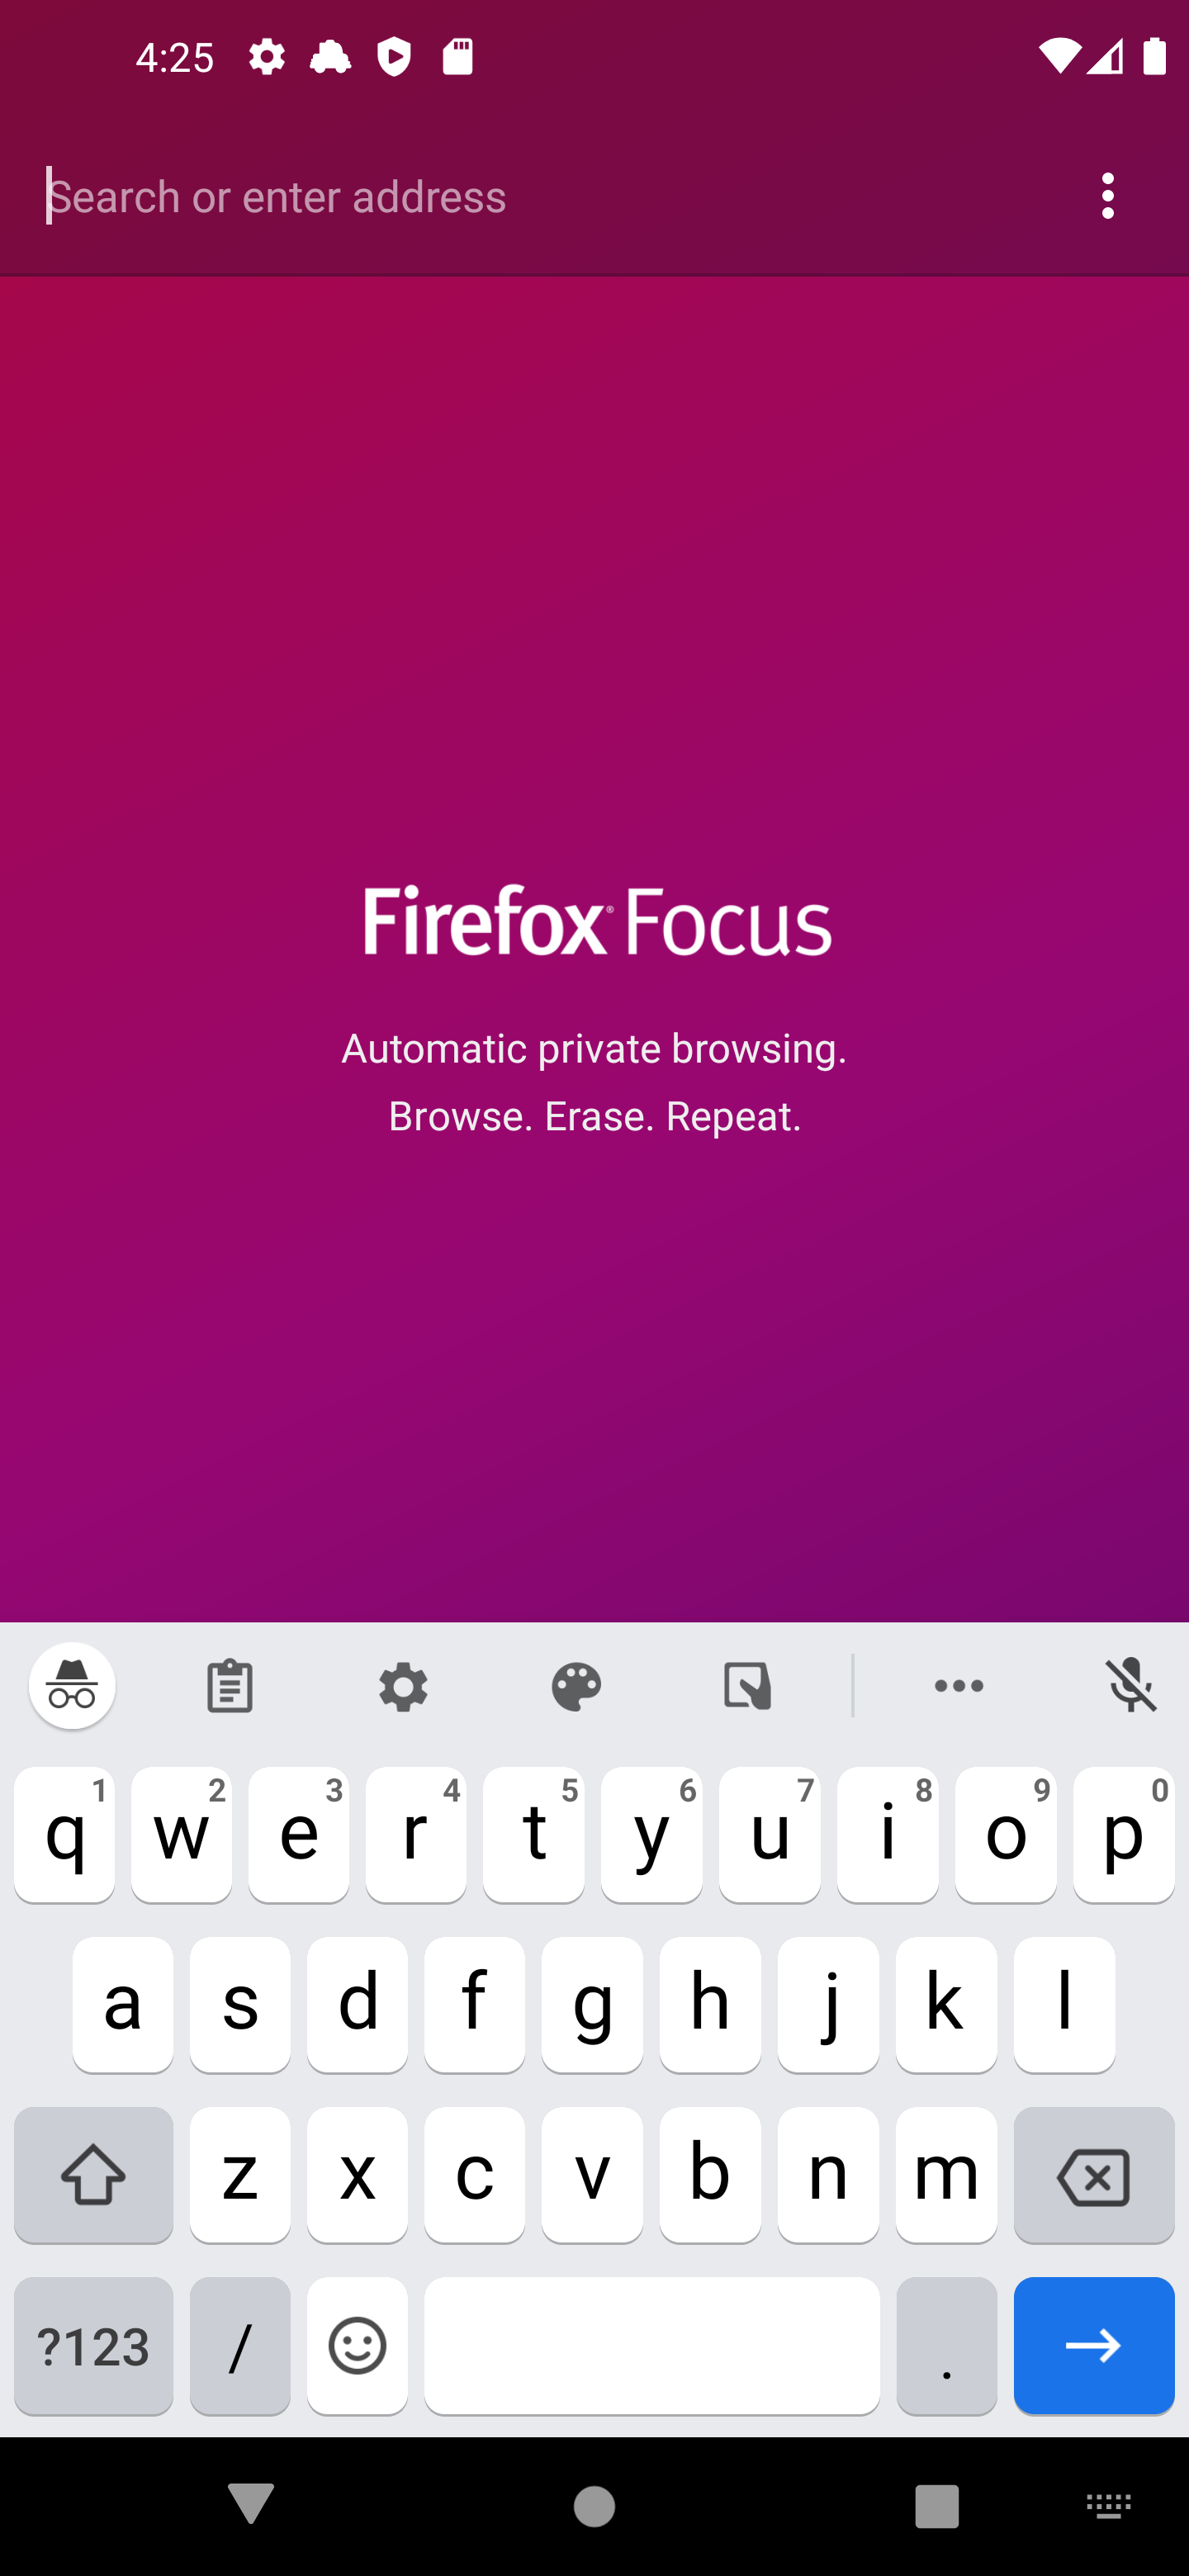 4:25
Search or enter address
Firefox® Focus
Automatic private browsing.
Browse. Erase. Repeat.
1 2 3 4 5 6 7 8 9 0
q w e r t y u i o p
a s d f g h j k l
z x c v b n m
?123 / .